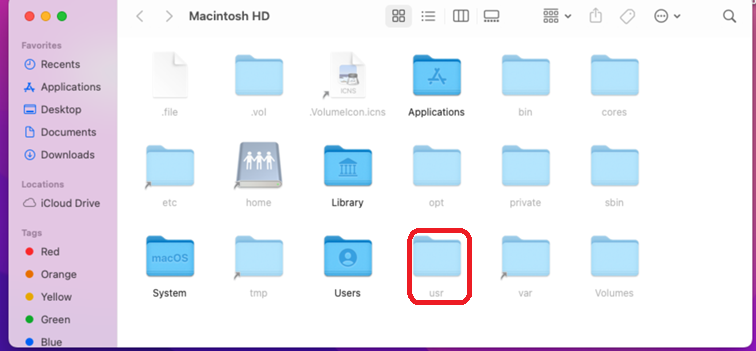 Macintosh HD
Favorites
Recents
Applications
Desktop
Documents
Downloads
Locations
iCloud Drive
Tags
Red
Orange
Yellow
Green
Blue
.file
.vol
ICNS
.VolumeIcon.icns
Applications
bin
cores
etc
home
Library
opt
private
sbin
macOS
System
tmp
Users
usr
var
Volumes